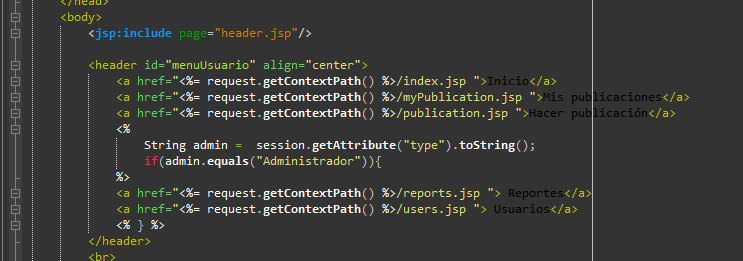 </head>
<body>
<jsp:include page="header.jsp"/>
<header id="menuUsuario" align="center">
<a href="<%= request.getContextPath() %>/index.jsp ">Inicio</a>
<a href="<%= request.getContextPath() %>/myPublication.jsp ">Mis publicaciones</a>
<a href="<%= request.getContextPath() %>/publication.jsp ">Hacer publicación</a>
<%
String admin =  session.getAttribute("type").toString();
if(admin.equals("Administrador")){
%>
<a href="<%= request.getContextPath() %>/reports.jsp "> Reportes</a>
<a href="<%= request.getContextPath() %>/users.jsp "> Usuarios</a>
<% } %>
</header>
<br>